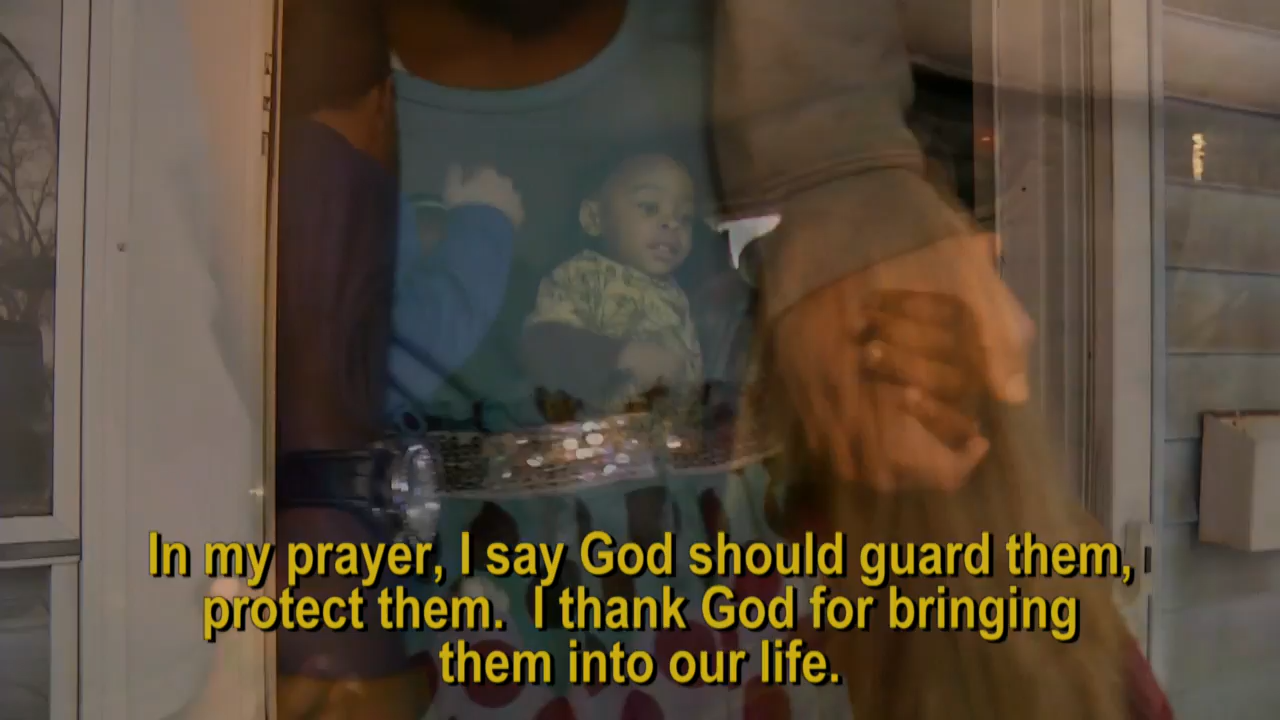 In my prayer, I say God should guard them,
protect them.  I thank God for bringing
them into our life.